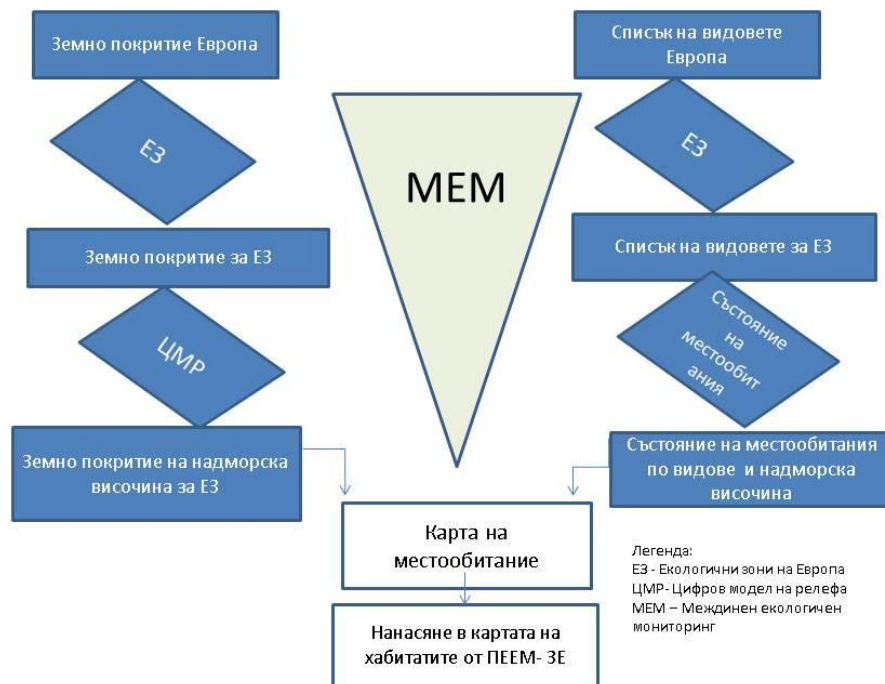 Земно покритие Европа
Списък на видовете
Европа
ЕЗ
ЕЗ
МЕМ
Земно покритие за ЕЗ
Списък на видовете за ЕЗ
ЦМР
Състояние
на
местообит
ания
Земно покритие на надморска
височина за ЕЗ
Състояние на местообитания
по видове и надморска
височина
Карта на
местообитание
Нанасяне в картата на
хабитатите от ПЕЕМ- ЗЕ
Легенда:
ЕЗ - Екологични зони на Европа
ЦМР- Цифров модел на релефа
МЕМ – Междинен екологичен
мониторинг